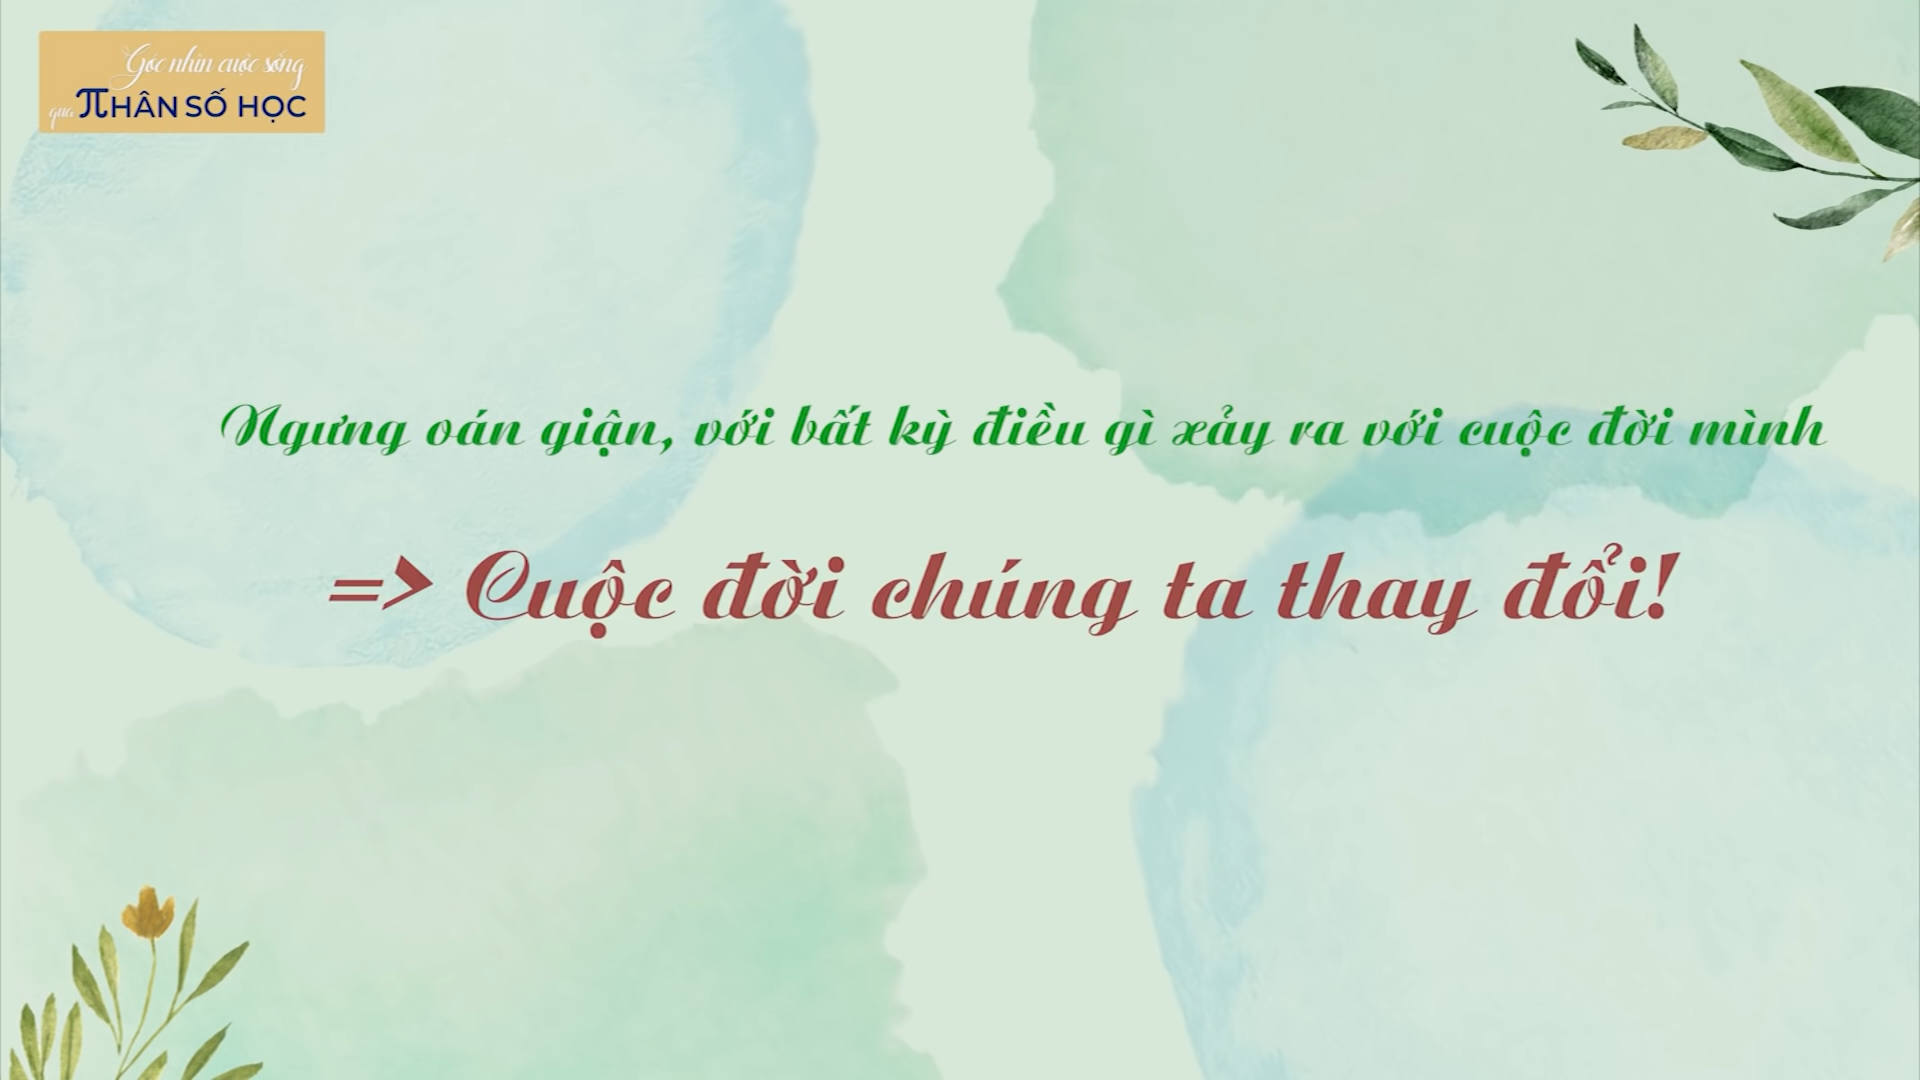 Góc nhìn cuộc sống
qua πHÂN SỐ HỌC
Ngưng oán giận, với bất kỳ điều gì xảy ra với cuộc đời mình
=> Cuộc đời chúng ta thay đổi!